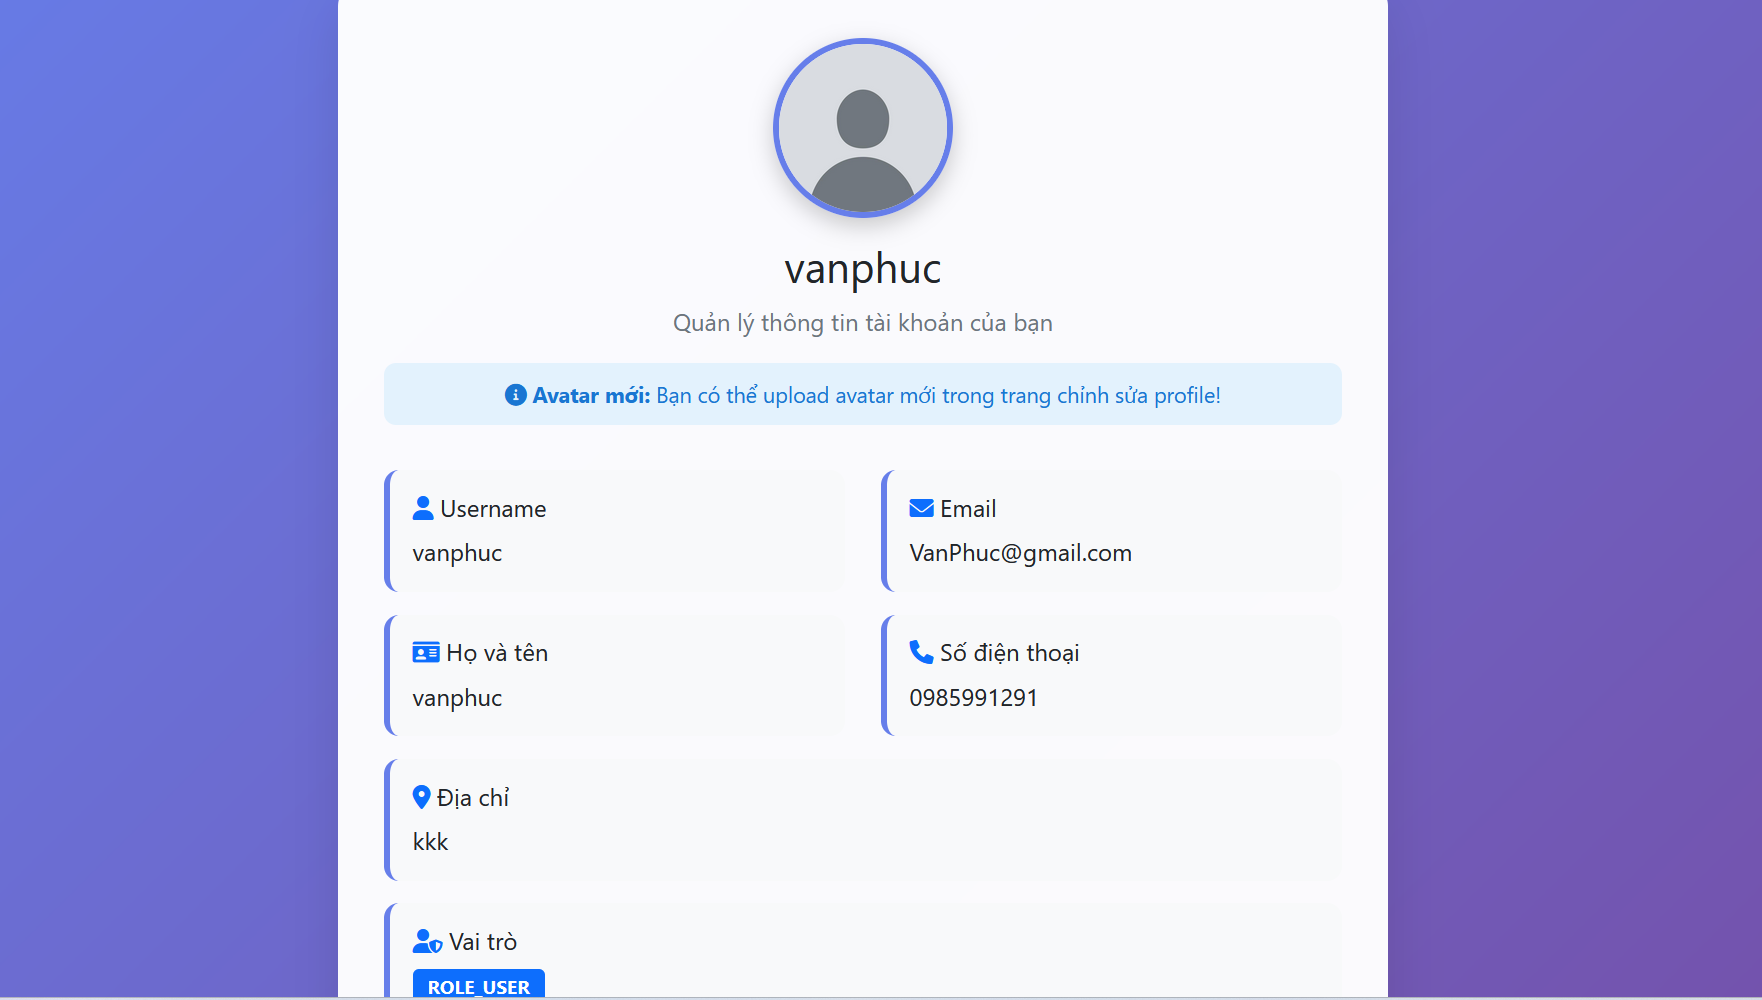 vanphuc
Quản lý thông tin tài khoản của bạn
Avatar mới: Bạn có thể upload avatar mới trong trang chỉnh sửa profile!
Username
vanphuc
Email
VanPhuc@gmail.com
Họ và tên
vanphuc
Số điện thoại
0985991291
Địa chỉ
kkk
Vai trò
ROLE_USER